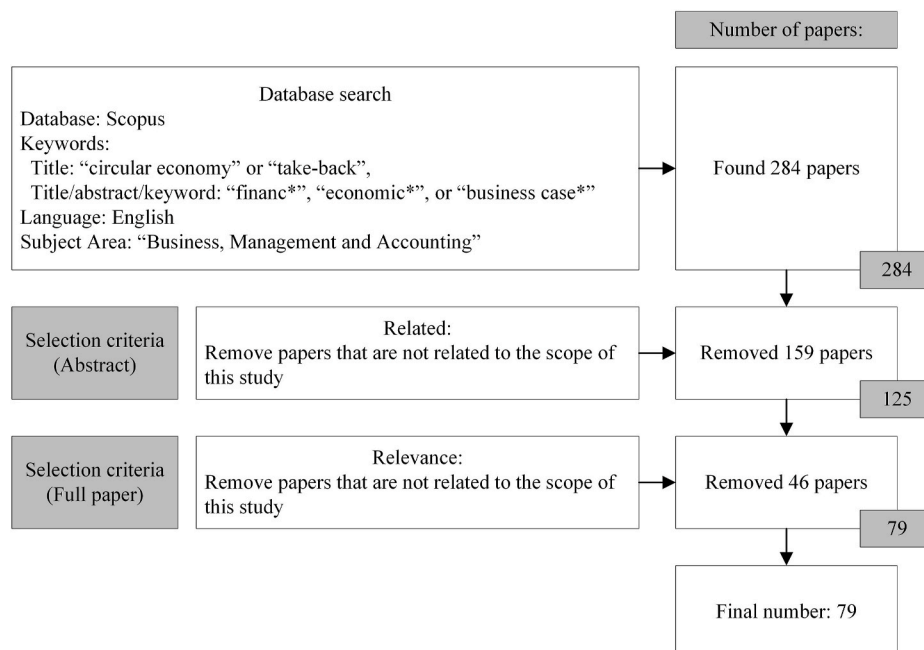 Number of papers:
Database search
Database: Scopus
Keywords:
Title: “circular economy” or “take-back”,
Title/abstract/keyword: “financ*”, “economic*”, or “business case*”
Language: English
Subject Area: “Business, Management and Accounting”
Found 284 papers
284
Selection criteria
(Abstract)
Related:
Remove papers that are not related to the scope of
this study
Removed 159 papers
125
Selection criteria
(Full paper)
Relevance:
Remove papers that are not related to the scope of
this study
Removed 46 papers
79
Final number: 79